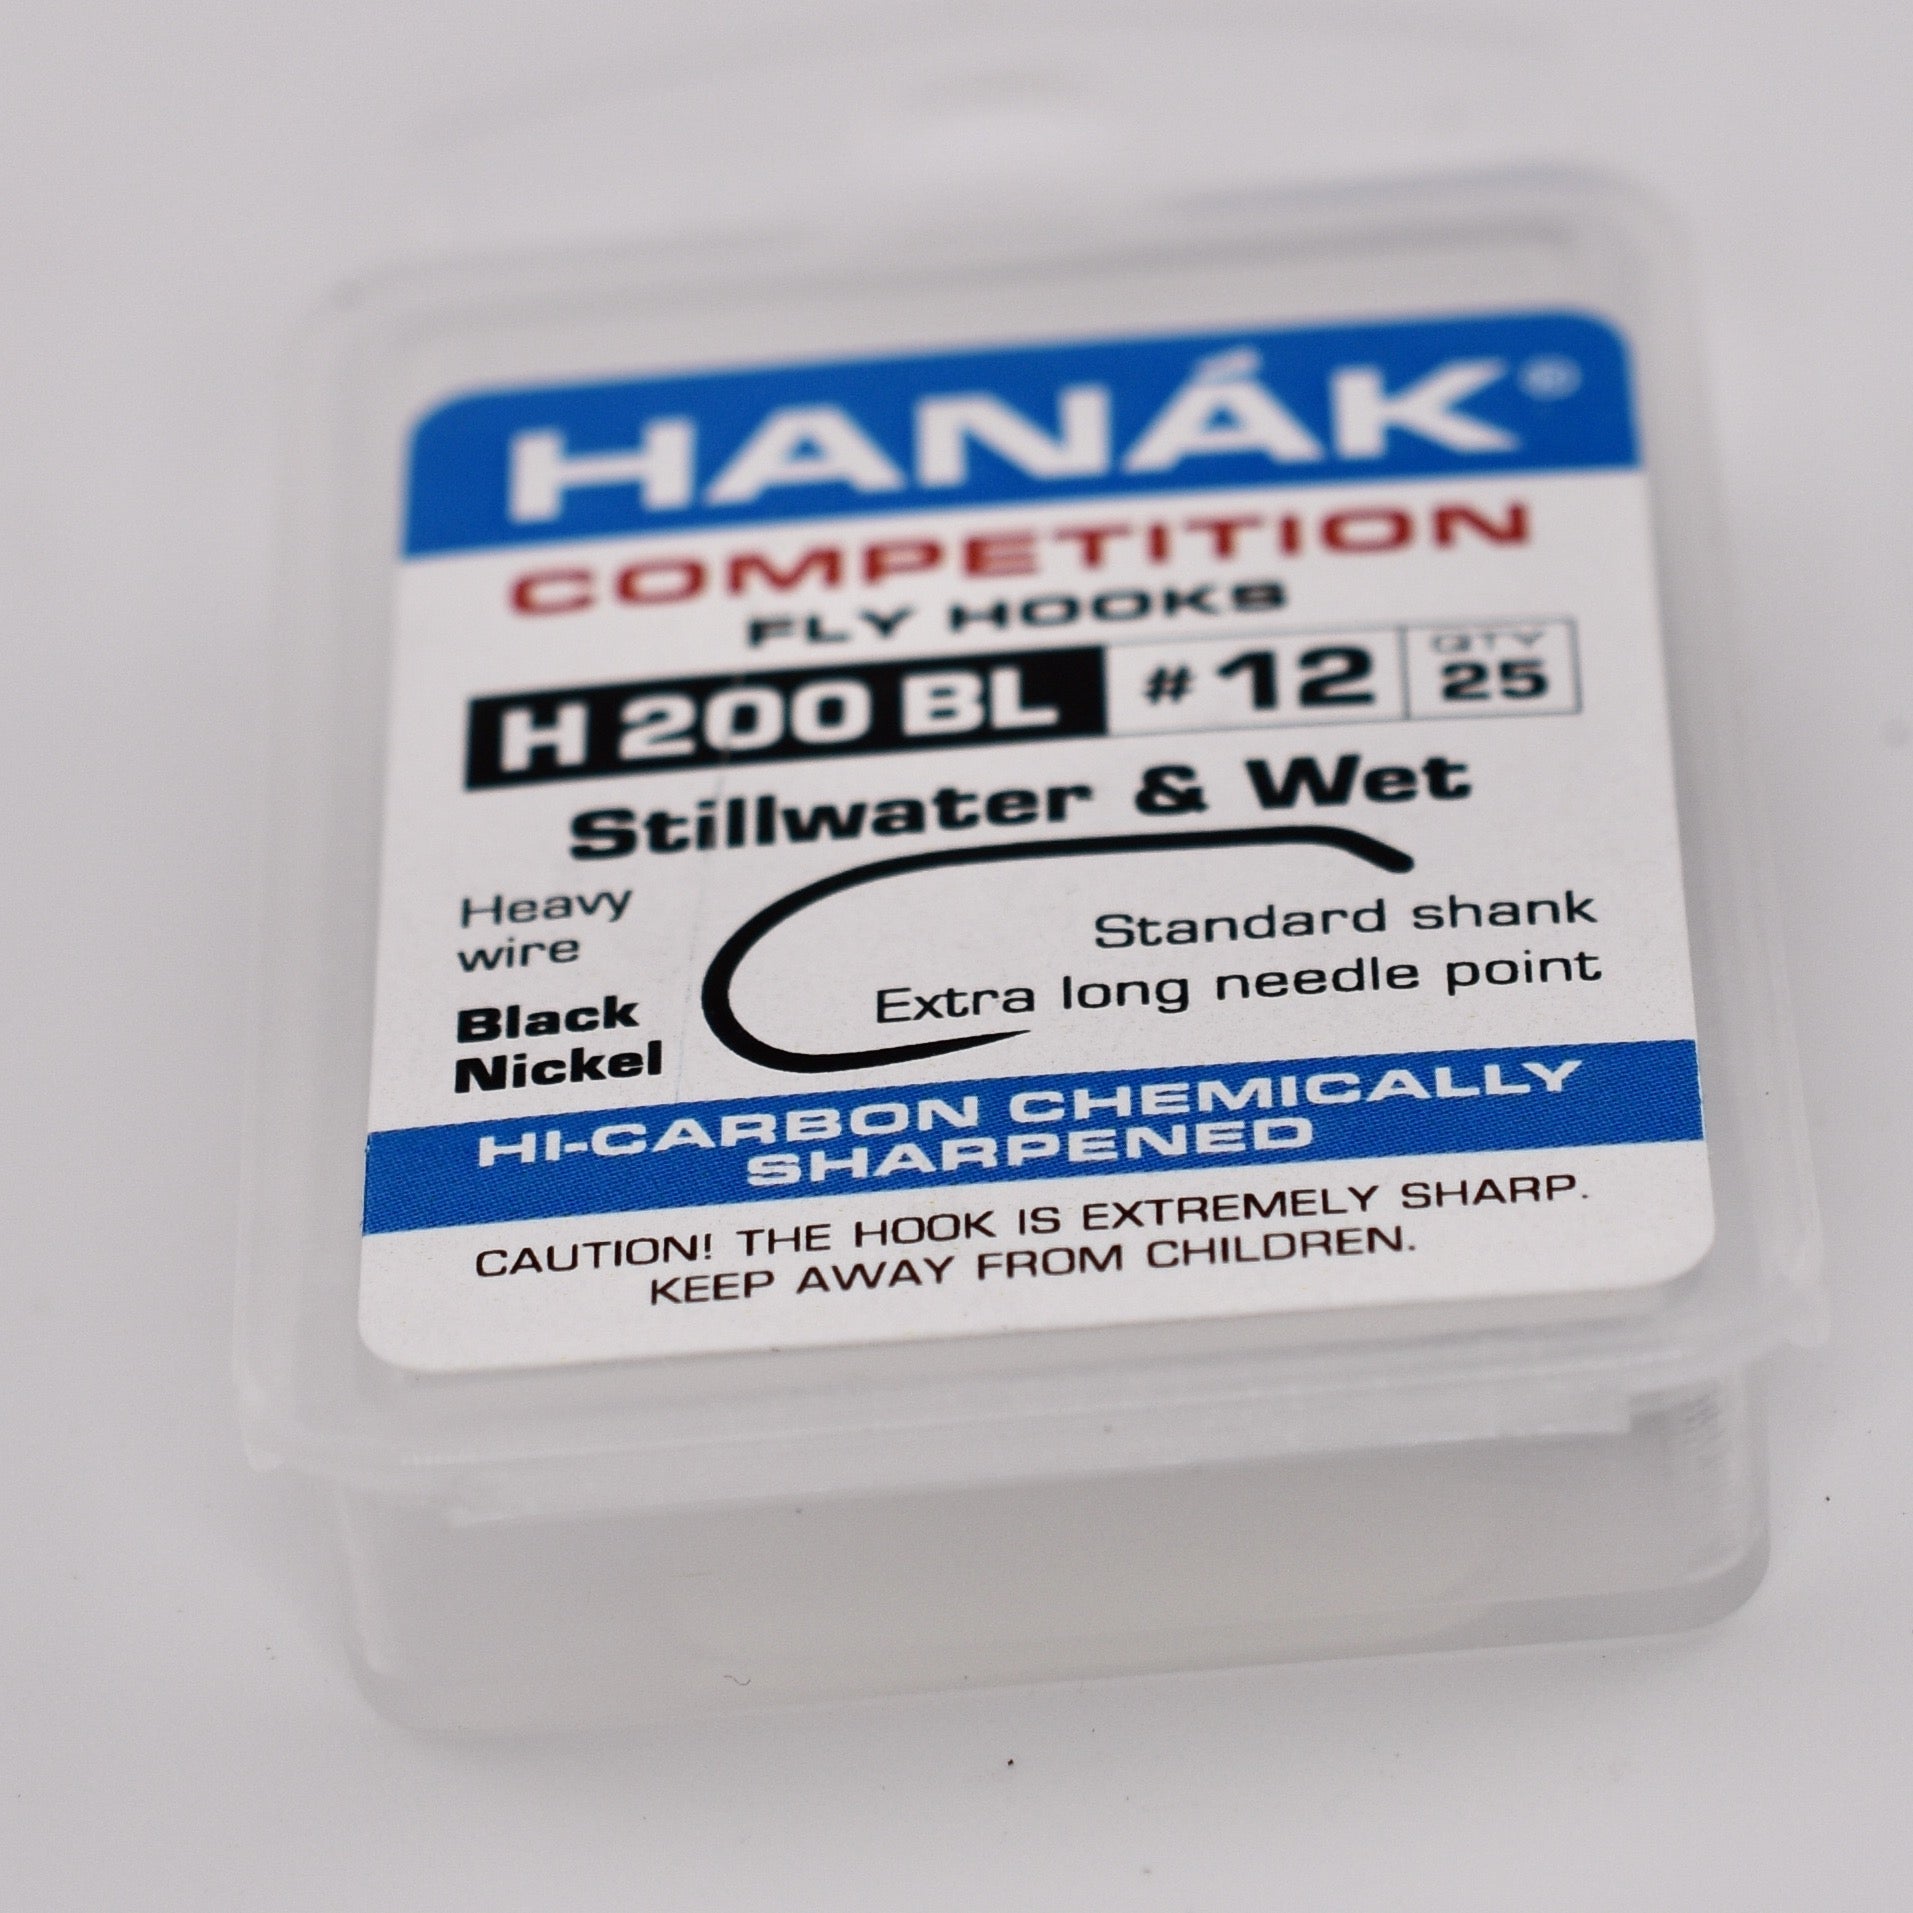 HANÁK®
COMPETITION
FLY HOOKS
H 200 BL # 12 QTY 25
Stillwater & Wet
Heavy
wire
Standard shank
Extra long needle point
Black
Nickel
HI-CARBON CHEMICALLY
SHARPENED
CAUTION! THE HOOK IS EXTREMELY SHARP.
KEEP AWAY FROM CHILDREN.